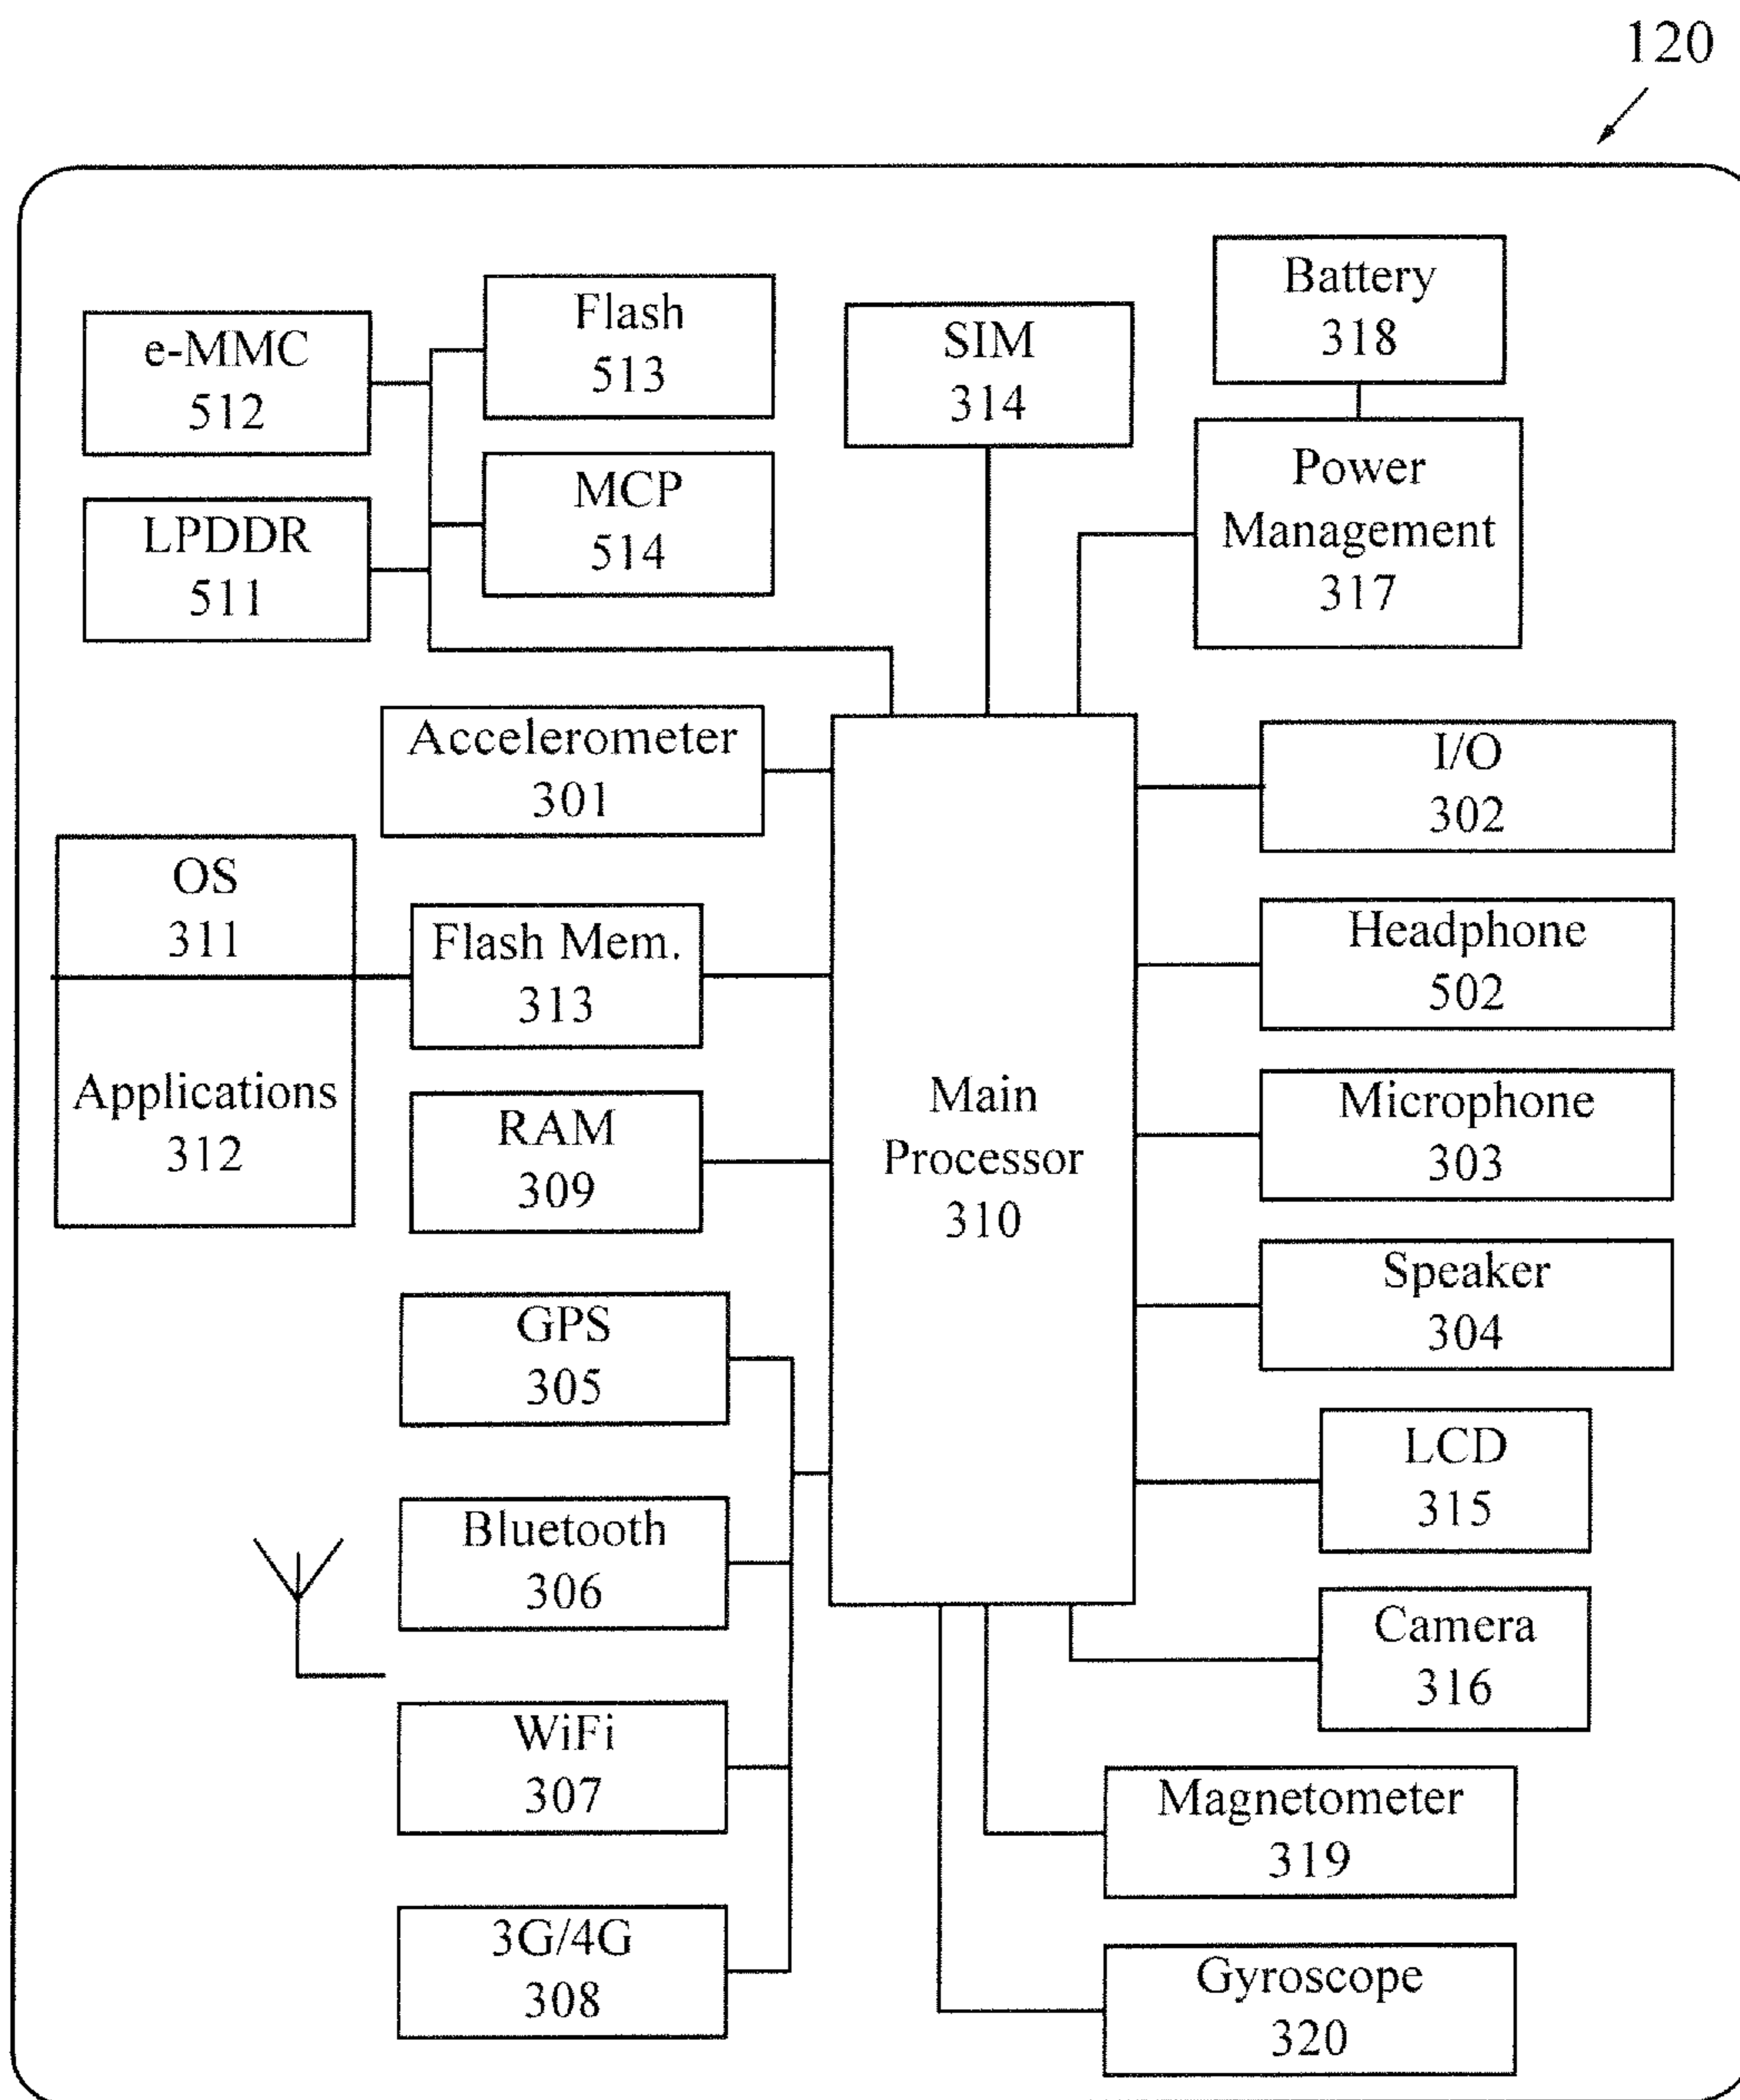 120
Battery
318
Flash
513
e-MMC
512
SIM
314
Power
Management
317
MCP
514
LPDDR
511
Accelerometer
301
I/O
302
OS
311
Flash Mem.
313
Headphone
502
Applications
312
RAM
309
Main
Processor
310
Microphone
303
Speaker
304
GPS
305
LCD
315
Bluetooth
306
Camera
316
WiFi
307
Magnetometer
319
3G/4G
308
Gyroscope
320